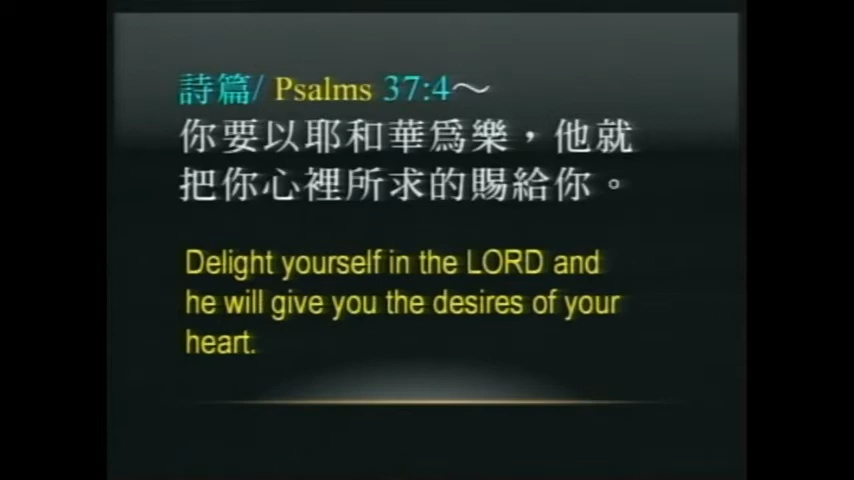 詩篇/ Psalms 37:4～
你要以耶和華爲樂，他就
把你心裡所求的賜給你。
Delight yourself in the LORD and
he will give you the desires of your
heart.